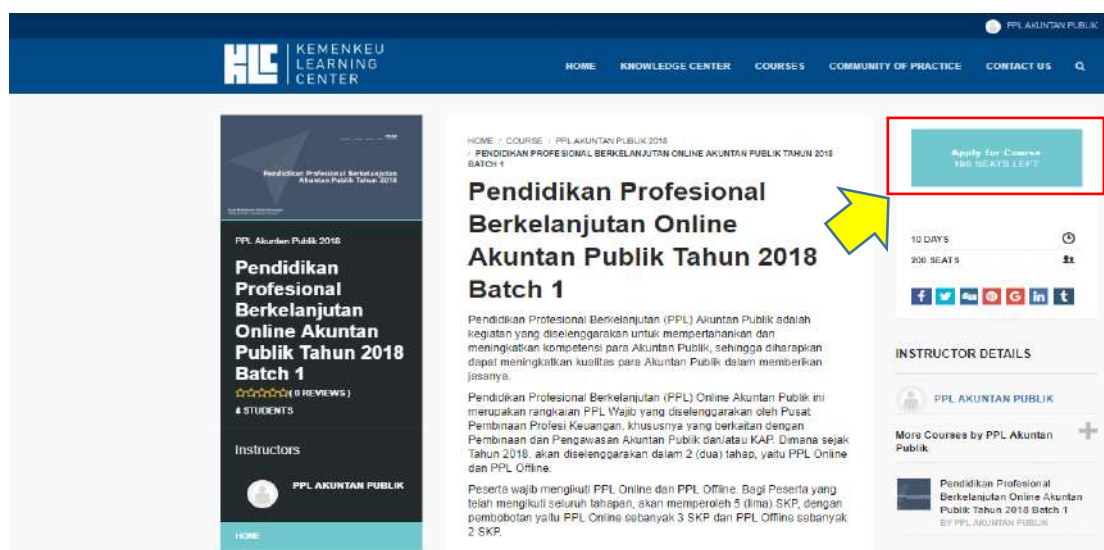 PPL AKUNTAN PUBLIK
KLC
KEMENKEU
LEARNING
CENTER
HOME
KNOWLEDGE CENTER
COURSES
COMMUNITY OF PRACTICE
CONTACT US
Pendidikan Profesional Berkelanjutan
Akuntan Publik Tahun 2018
PPL Akuntan Publik 2018
Pendidikan
Profesional
Berkelanjutan
Online Akuntan
Publik Tahun 2018
Batch 1
( 0 REVIEWS )
4 STUDENTS
Instructors
PPL AKUNTAN PUBLIK
HOME
HOME / COURSE / PPL AKUNTAN PUBLIK 2018
/ PENDIDIKAN PROFESIONAL BERKELANJUTAN ONLINE AKUNTAN PUBLIK TAHUN 2018
BATCH 1
Pendidikan Profesional
Berkelanjutan Online
Akuntan Publik Tahun 2018
Batch 1
Pendidikan Profesional Berkelanjutan (PPL) Akuntan Publik adalah
kegiatan yang diselenggarakan untuk mempertahankan dan
meningkatkan kompetensi para Akuntan Publik, sehingga diharapkan
dapat meningkatkan kualitas para Akuntan Publik dalam memberikan
jasanya.
Pendidikan Profesional Berkelanjutan (PPL) Online Akuntan Publik ini
merupakan rangkaian PPL Wajib yang diselenggarakan oleh Pusat
Pembinaan Profesi Keuangan, khususnya yang berkaitan dengan
Pembinaan dan Pengawasan Akuntan Publik dan/atau KAP. Dimana sejak
Tahun 2018, akan diselenggarakan dalam 2 (dua) tahap, yaitu PPL Online
dan PPL Offline.
Peserta wajib mengikuti PPL Online dan PPL Offline. Bagi Peserta yang
telah mengikuti seluruh tahapan, akan memperoleh 5 (lima) SKP, dengan
pembobotan yaitu PPL Online sebanyak 3 SKP dan PPL Offline sebanyak
2 SKP.
Apply for Course
SEATS LEFT
10 DAYS
200 SEATS
INSTRUCTOR DETAILS
PPL AKUNTAN PUBLIK
More Courses by PPL Akuntan
Publik
Pendidikan Profesional
Berkelanjutan Online Akuntan
Publik Tahun 2018 Batch 1
BY PPL AKUNTAN PUBLIK